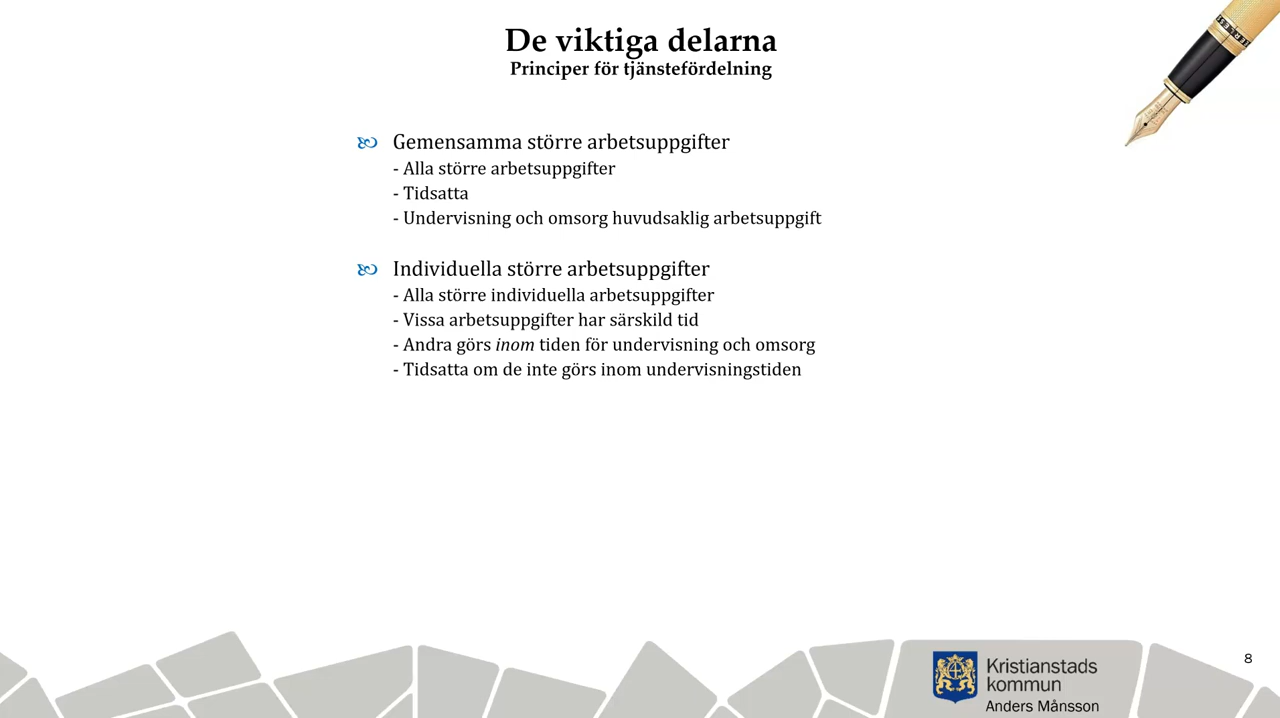 De viktiga delarna
Principer för tjänstefördelning
Gemensamma större arbetsuppgifter
- Alla större arbetsuppgifter
- Tidsatta
- Undervisning och omsorg huvudsaklig arbetsuppgift
Individuella större arbetsuppgifter
- Alla större individuella arbetsuppgifter
- Vissa arbetsuppgifter har särskild tid
- Andra görs inom tiden för undervisning och omsorg
- Tidsatta om de inte görs inom undervisningstiden
8
Kristianstads
kommun
Anders Månsson